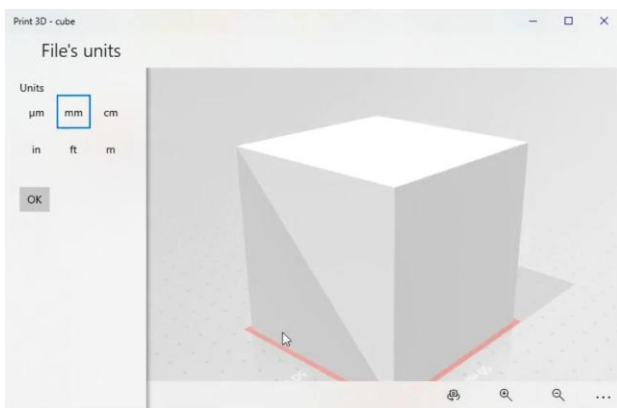 Print 3D - cube
File's units
Units
µm mm cm
in ft m
OK